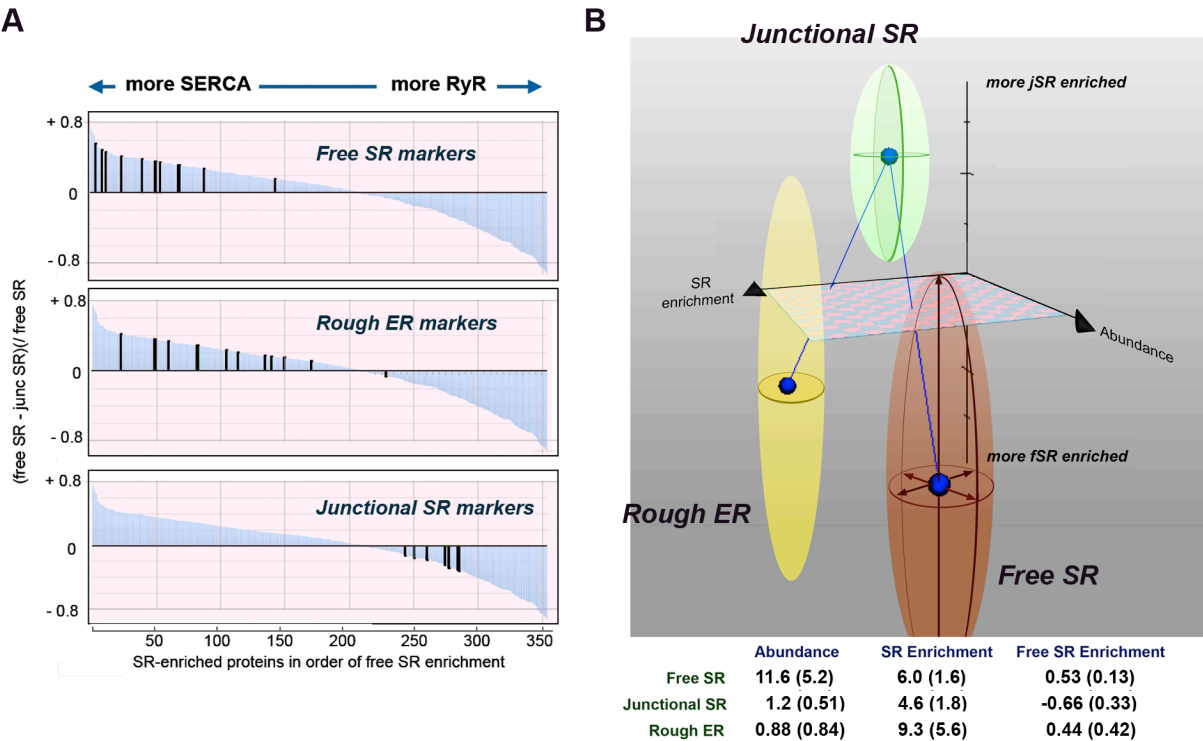 A
more SERCA
more RyR
(free SR - junc SR)(/ free SR
+ 0.8
0
- 0.8
Free SR markers
+ 0.8
0
- 0.8
Rough ER markers
+ 0.8
0
- 0.8
Junctional SR markers
50 100 150 200 250 300 350
SR-enriched proteins in order of free SR enrichment
B
Junctional SR
more jSR enriched
SR
enrichment
Abundance
more fSR enriched
Rough ER
Free SR
Abundance SR Enrichment Free SR Enrichment
Free SR 11.6 (5.2) 6.0 (1.6) 0.53 (0.13)
Junctional SR 1.2 (0.51) 4.6 (1.8) -0.66 (0.33)
Rough ER 0.88 (0.84) 9.3 (5.6) 0.44 (0.42)